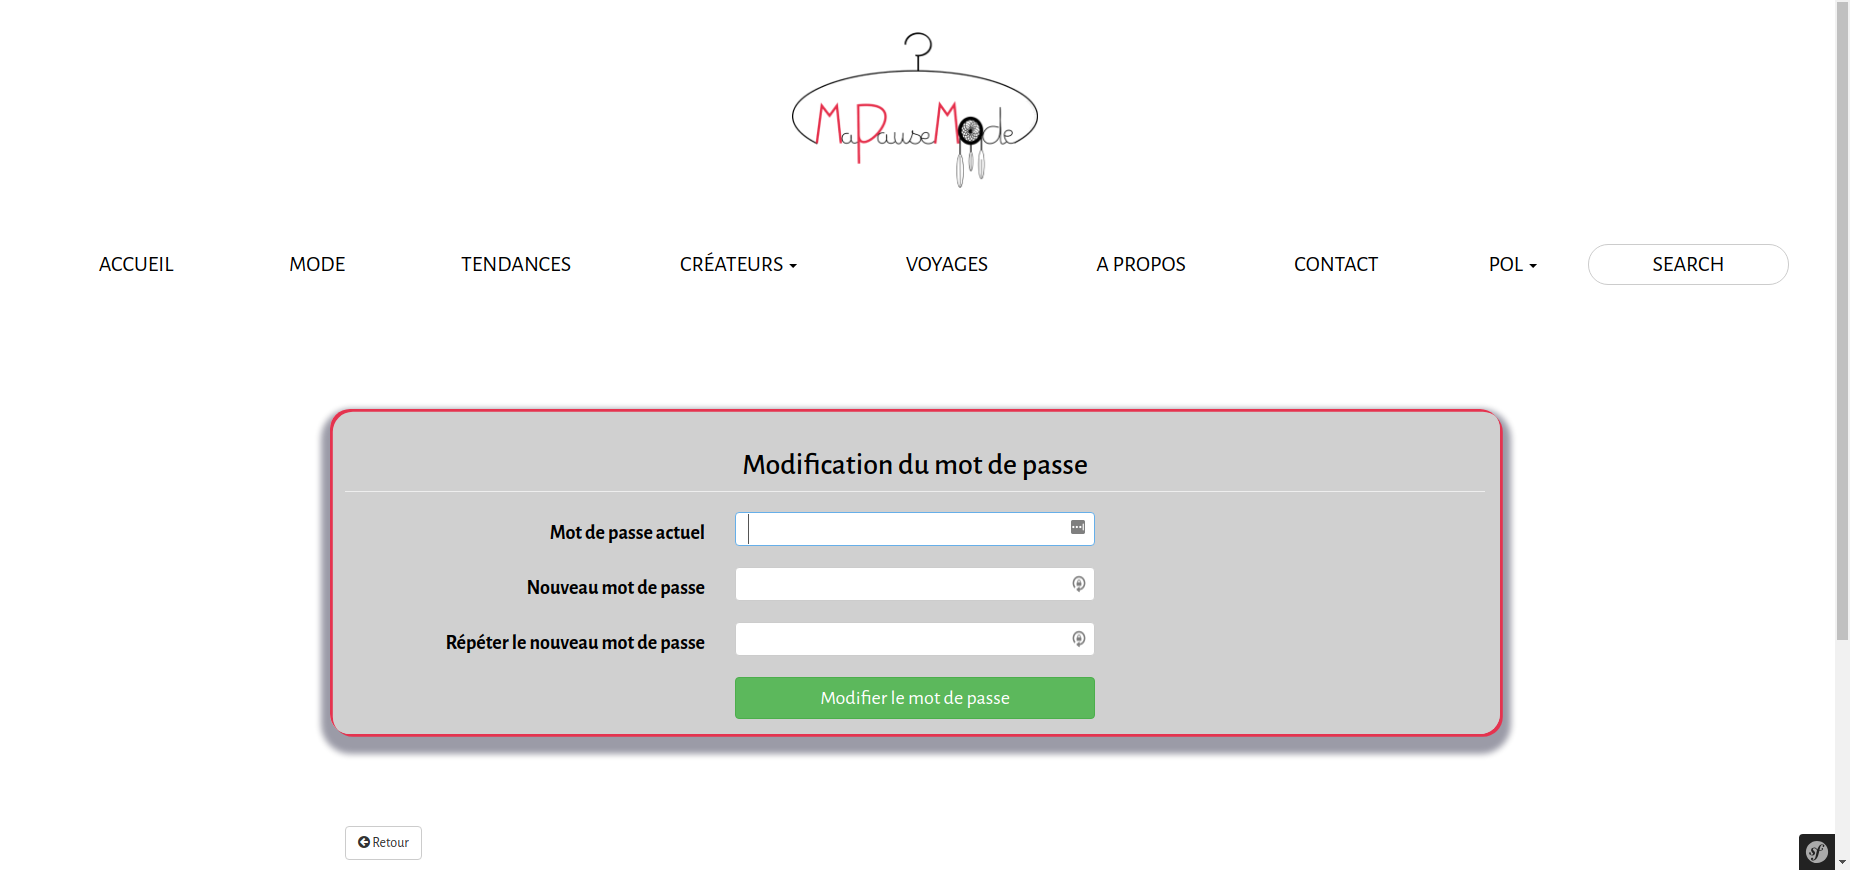 MaPauseMode
ACCUEIL MODE TENDANCES CRÉATEURS VOYAGES A PROPOS CONTACT POL SEARCH
Modification du mot de passe
Mot de passe actuel
Nouveau mot de passe
Répéter le nouveau mot de passe
Modifier le mot de passe
Retour
sf